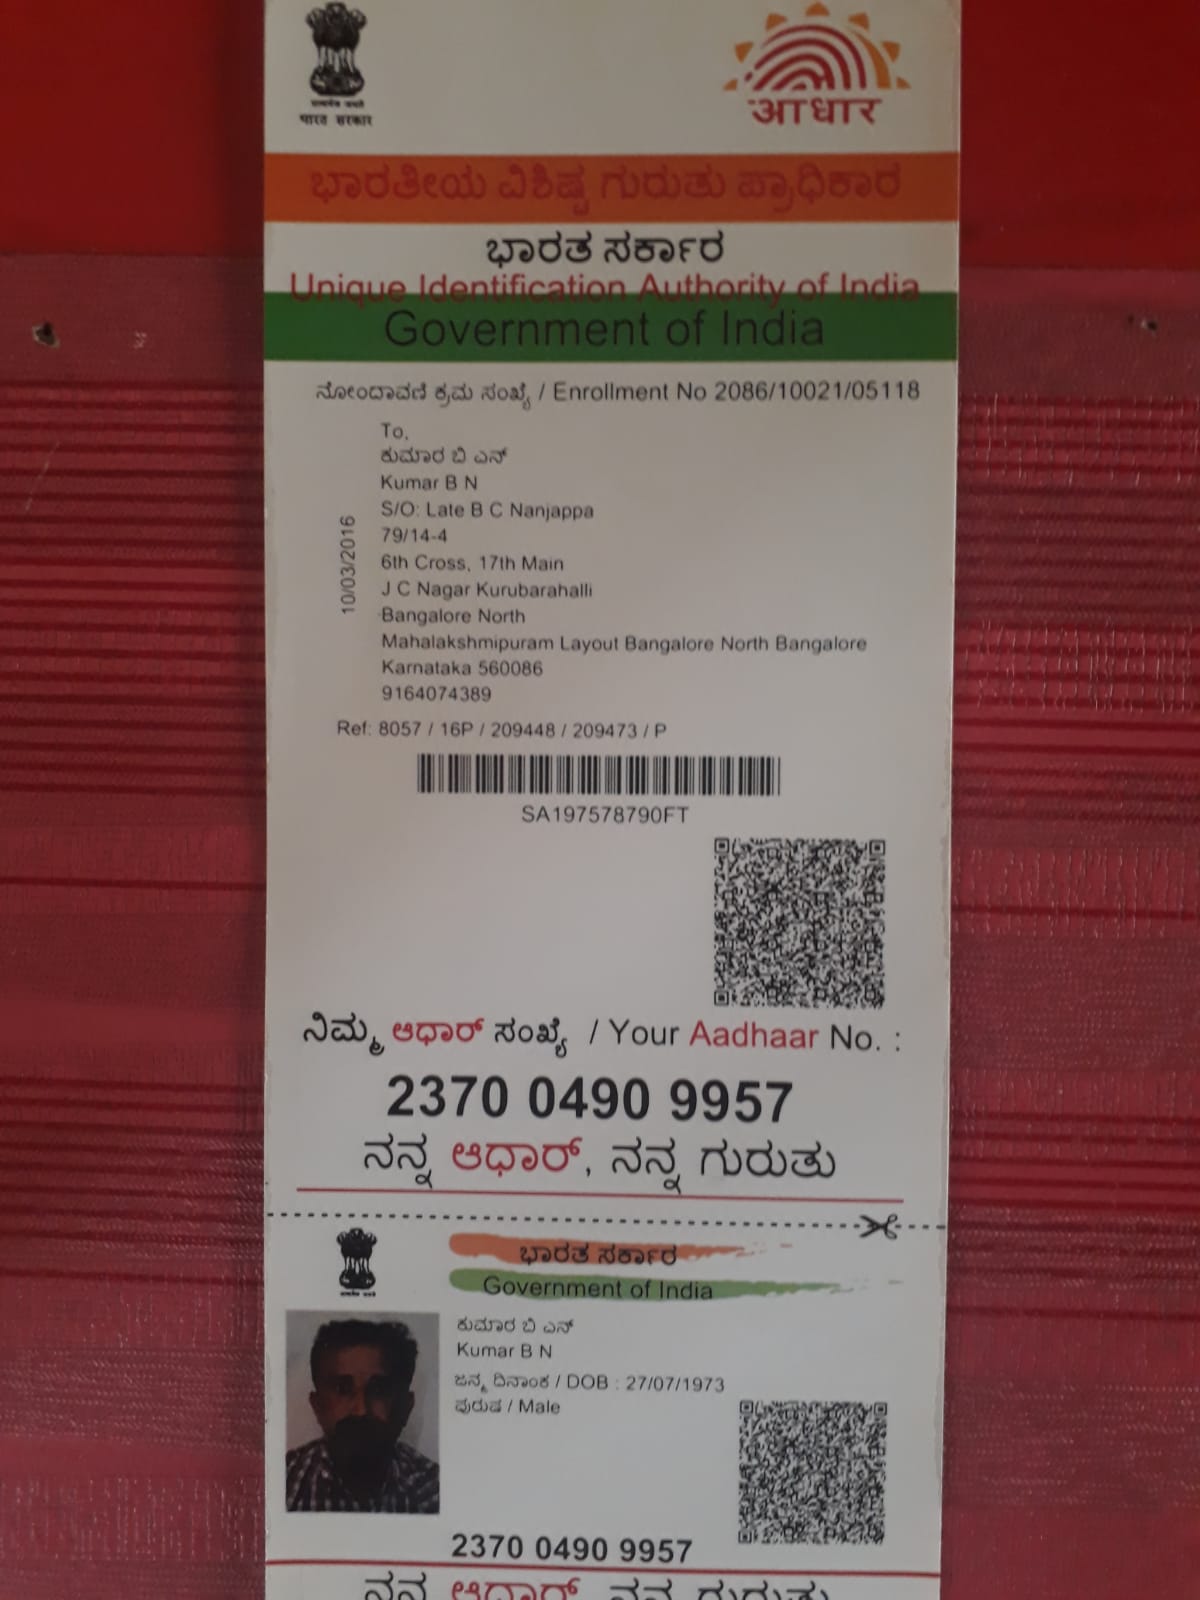 भारत सरकार
आधार
ಭಾರತೀಯ ವಿಶಿಷ್ಟ ಗುರುತು ಪ್ರಾಧಿಕಾರ
ಭಾರತ ಸರ್ಕಾರ
Unique Identification Authority of India
Government of India
ನೋಂದಾವಣಿ ಕ್ರಮ ಸಂಖ್ಯೆ / Enrollment No 2086/10021/05118
10/03/2016
To,
ಕುಮಾರ ಬಿ ಎನ್
Kumar B N
S/O: Late B C Nanjappa
79/14-4
6th Cross, 17th Main
J C Nagar Kurubarahalli
Bangalore North
Mahalakshmipuram Layout Bangalore North Bangalore
Karnataka 560086
9164074389
Ref: 8057 / 16P / 209448 / 209473 / P
SA197578790FT
ನಿಮ್ಮ ಆಧಾರ್ ಸಂಖ್ಯೆ / Your Aadhaar No. :
2370 0490 9957
ನನ್ನ ಆಧಾರ್, ನನ್ನ ಗುರುತು
ಭಾರತ ಸರ್ಕಾರ
Government of India
ಕುಮಾರ ಬಿ ಎನ್
Kumar B N
ಜನ್ಮ ದಿನಾಂಕ / DOB : 27/07/1973
ಪುರುಷ / Male
2370 0490 9957
ನನ್ನ ಆಧಾರ್, ನನ್ನ ಗುರುತು